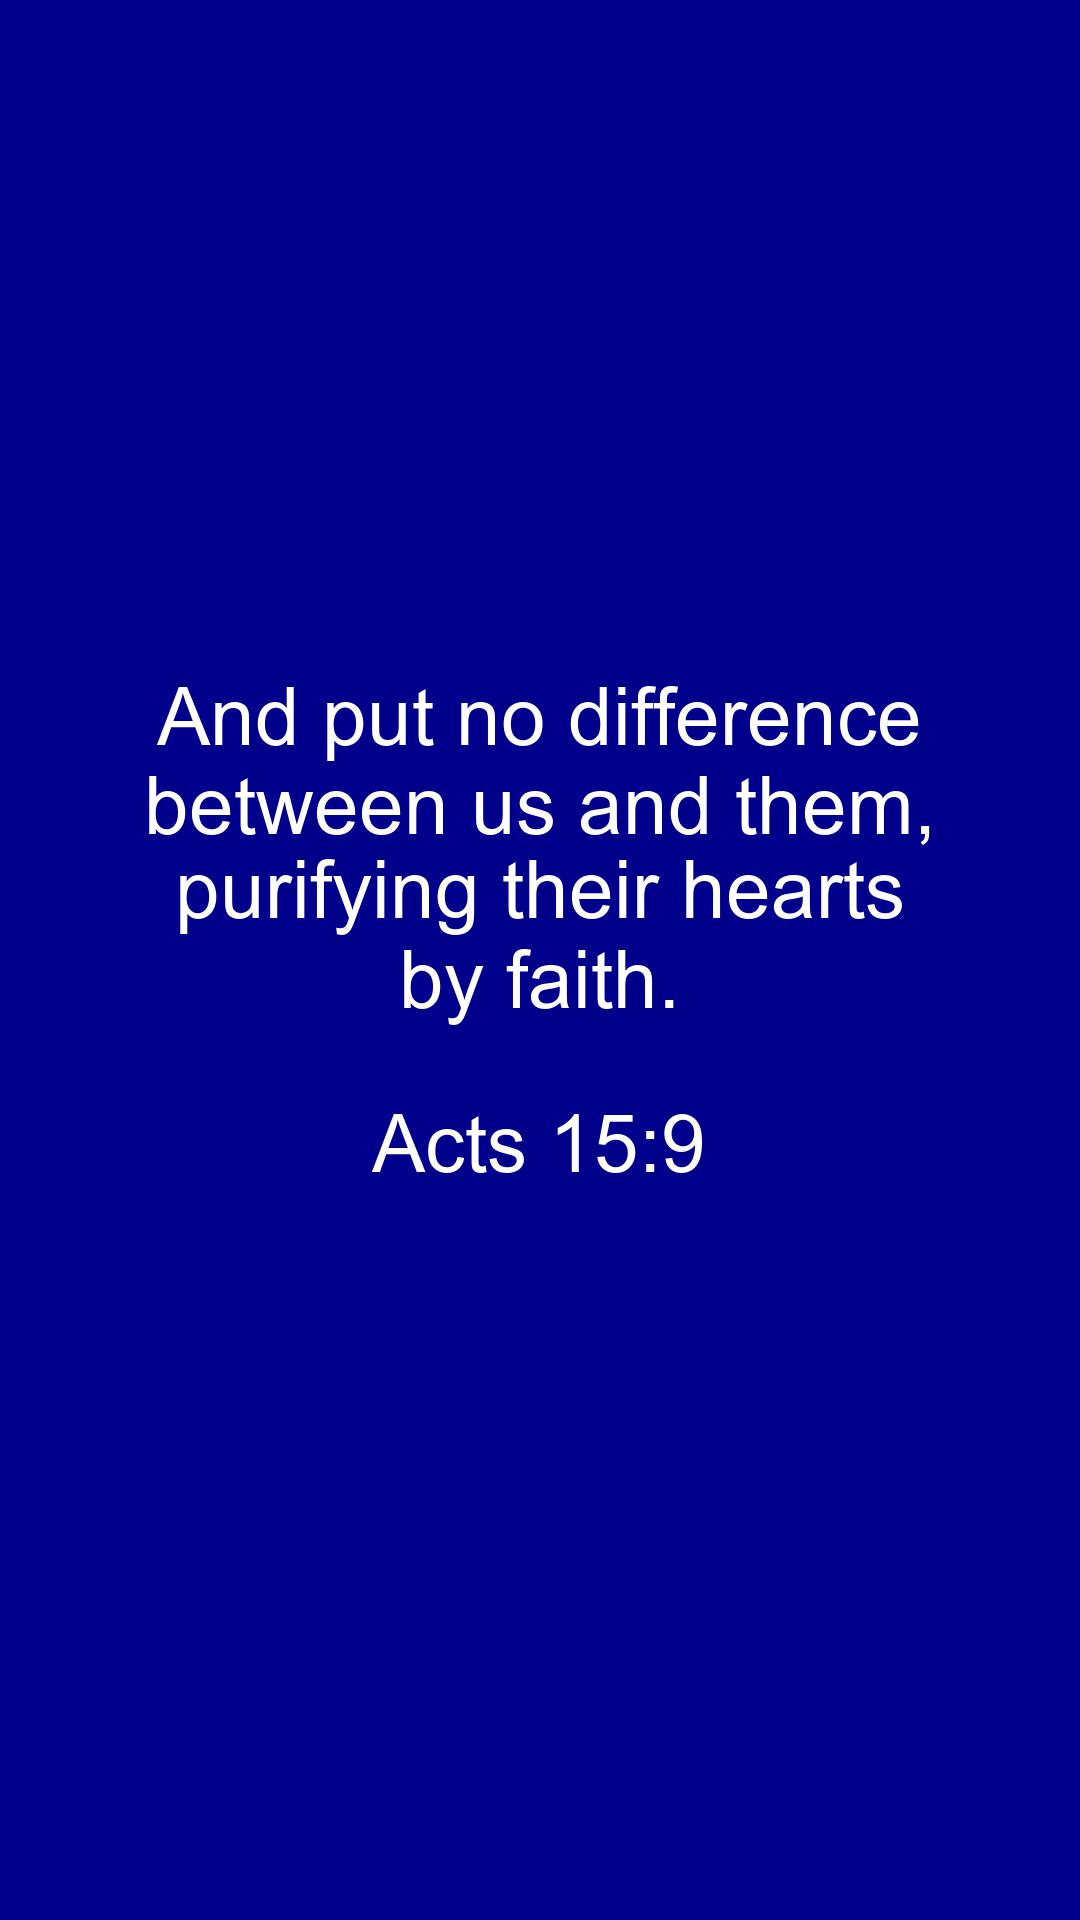 And put no difference
between us and them,
purifying their hearts
by faith.
Acts 15:9